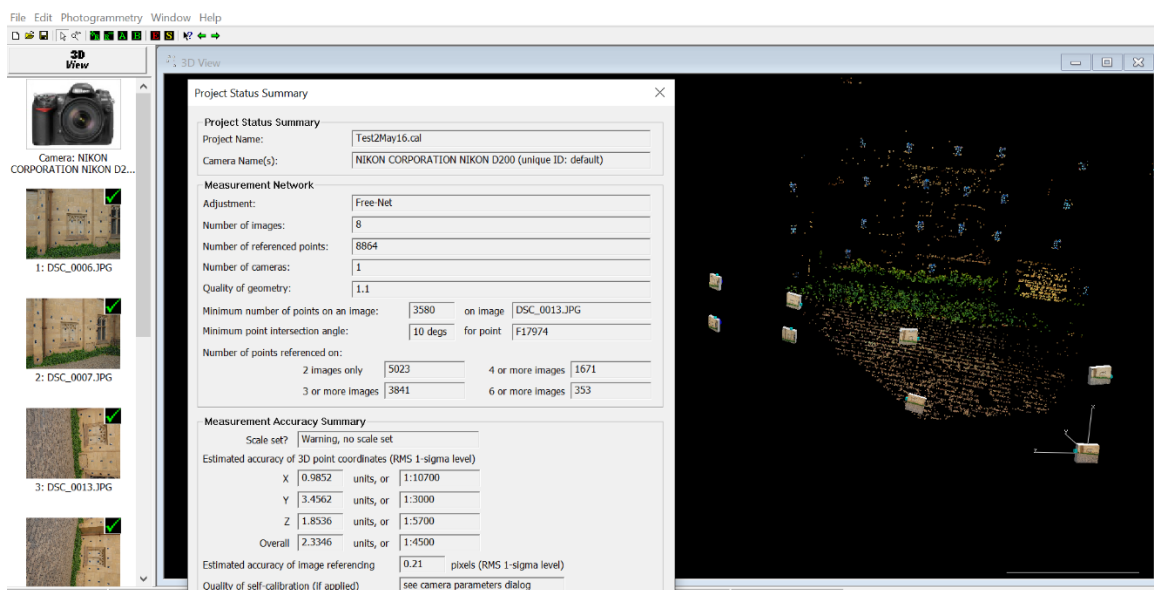 File Edit Photogrammetry Window Help
3D
View
3D View
Camera: NIKON
CORPORATION NIKON D2...
1: DSC_0006.JPG
2: DSC_0007.JPG
3: DSC_0013.JPG
Project Status Summary
Project Status Summary
Project Name: Test2May16.cal
Camera Name(s): NIKON CORPORATION NIKON D200 (unique ID: default)
Measurement Network
Adjustment: Free-Net
Number of images: 8
Number of referenced points: 8864
Number of cameras: 1
Quality of geometry: 1.1
Minimum number of points on an image: 3580 on image DSC_0013.JPG
Minimum point intersection angle: 10 degs for point F17974
Number of points referenced on:
2 images only 5023 4 or more images 1671
3 or more images 3841 6 or more images 353
Measurement Accuracy Summary
Scale set? Warning, no scale set
Estimated accuracy of 3D point coordinates (RMS 1-sigma level)
X 0.9852 units, or 1:10700
Y 3.4562 units, or 1:3000
Z 1.8536 units, or 1:5700
Overall 2.3346 units, or 1:4500
Estimated accuracy of image referencing 0.21 pixels (RMS 1-sigma level)
Quality of self-calibration (if applied) see camera parameters dialog